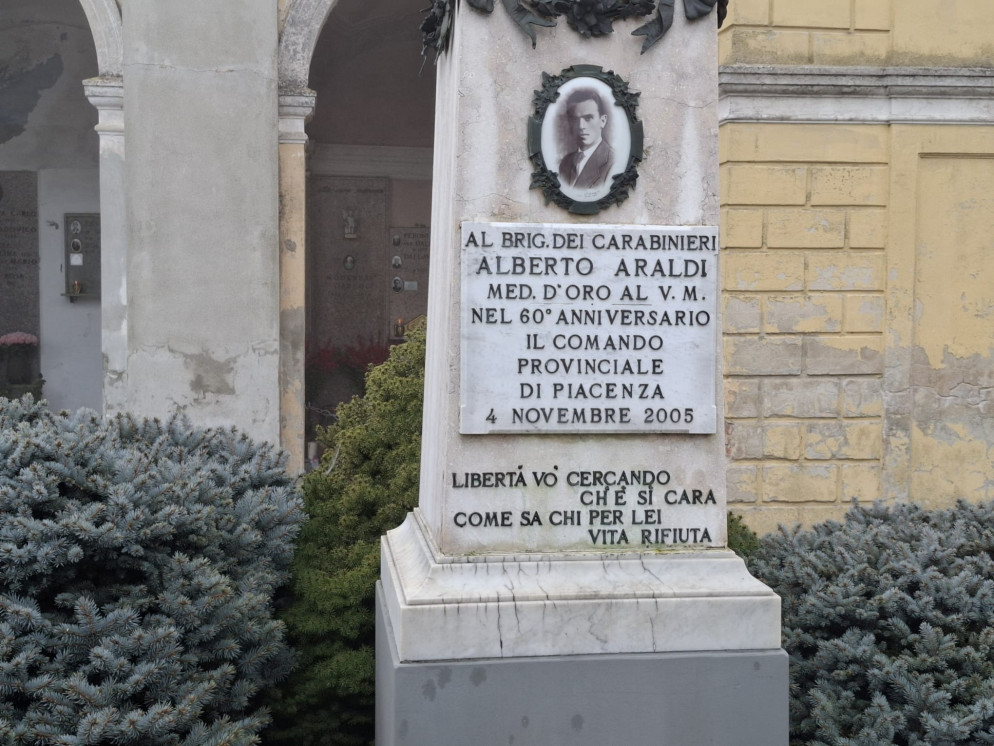 AL BRIG. DEI CARABINIERI
ALBERTO ARALDI
MED. D'ORO AL V. M.
NEL 60° ANNIVERSARIO
IL COMANDO
PROVINCIALE
DI PIACENZA
4 NOVEMBRE 2005
LIBERTÁ VO' CERCANDO
CH'E SÌ CARA
COME SA CHI PER LEI
VITA RIFIUTA